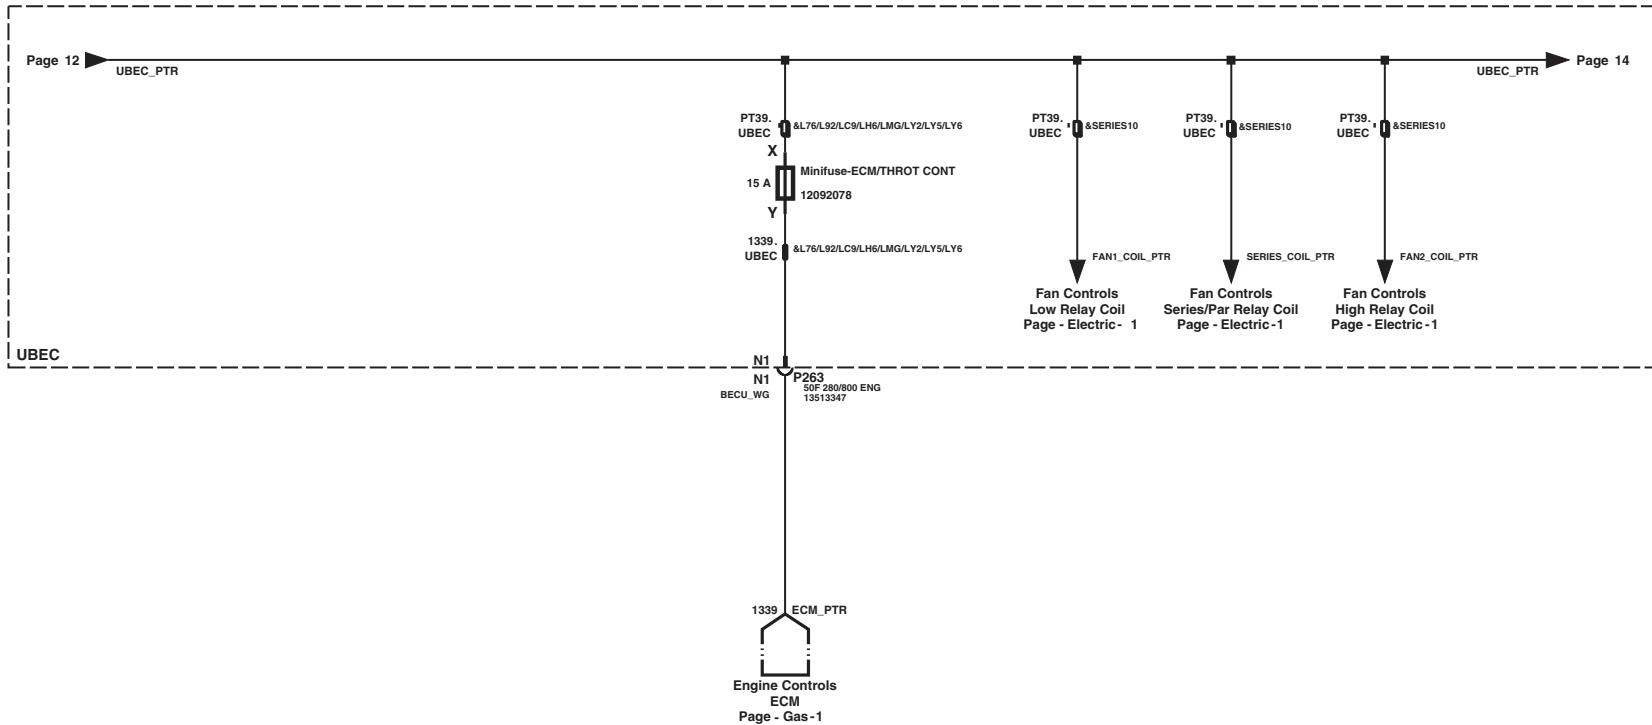 Page 12
UBEC_PTR
UBEC_PTR
Page 14
PT39.
UBEC
&L76/L92/LC9/LH6/LMG/LY2/LY5/LY6
X
15 A
Minifuse-ECM/THROT CONT
12092078
Y
1339.
UBEC
&L76/L92/LC9/LH6/LMG/LY2/LY5/LY6
PT39.
UBEC
&SERIES10
FAN1_COIL_PTR
Fan Controls
Low Relay Coil
Page - Electric- 1
PT39.
UBEC
&SERIES10
SERIES_COIL_PTR
Fan Controls
Series/Par Relay Coil
Page - Electric-1
PT39.
UBEC
&SERIES10
FAN2_COIL_PTR
Fan Controls
High Relay Coil
Page - Electric-1
UBEC
N1
N1
P263
BECU_WG
50F 280/800 ENG
13513347
1339
ECM_PTR
Engine Controls
ECM
Page - Gas-1